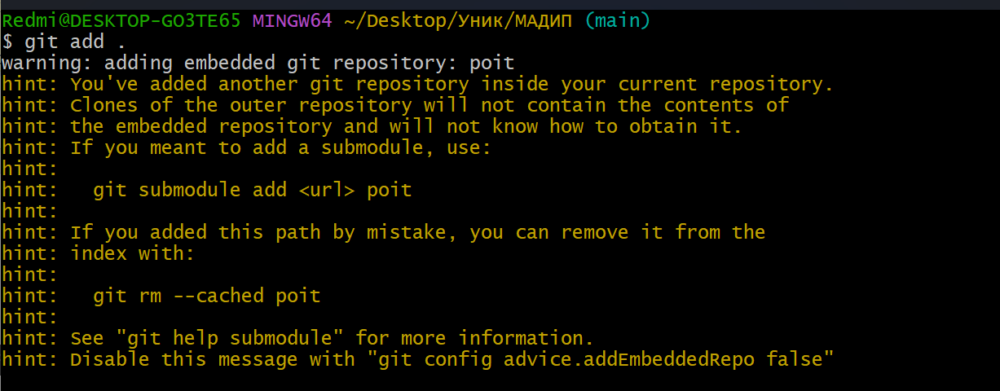 Redmi@DESKTOP-GO3TE65 MINGW64 ~/Desktop/Уник/МАДИП (main)
$ git add .
warning: adding embedded git repository: poit
hint: You've added another git repository inside your current repository.
hint: Clones of the outer repository will not contain the contents of
hint: the embedded repository and will not know how to obtain it.
hint: If you meant to add a submodule, use:
hint:
hint:   git submodule add <url> poit
hint:
hint: If you added this path by mistake, you can remove it from the
hint: index with:
hint:
hint:   git rm --cached poit
hint:
hint: See "git help submodule" for more information.
hint: Disable this message with "git config advice.addEmbeddedRepo false"